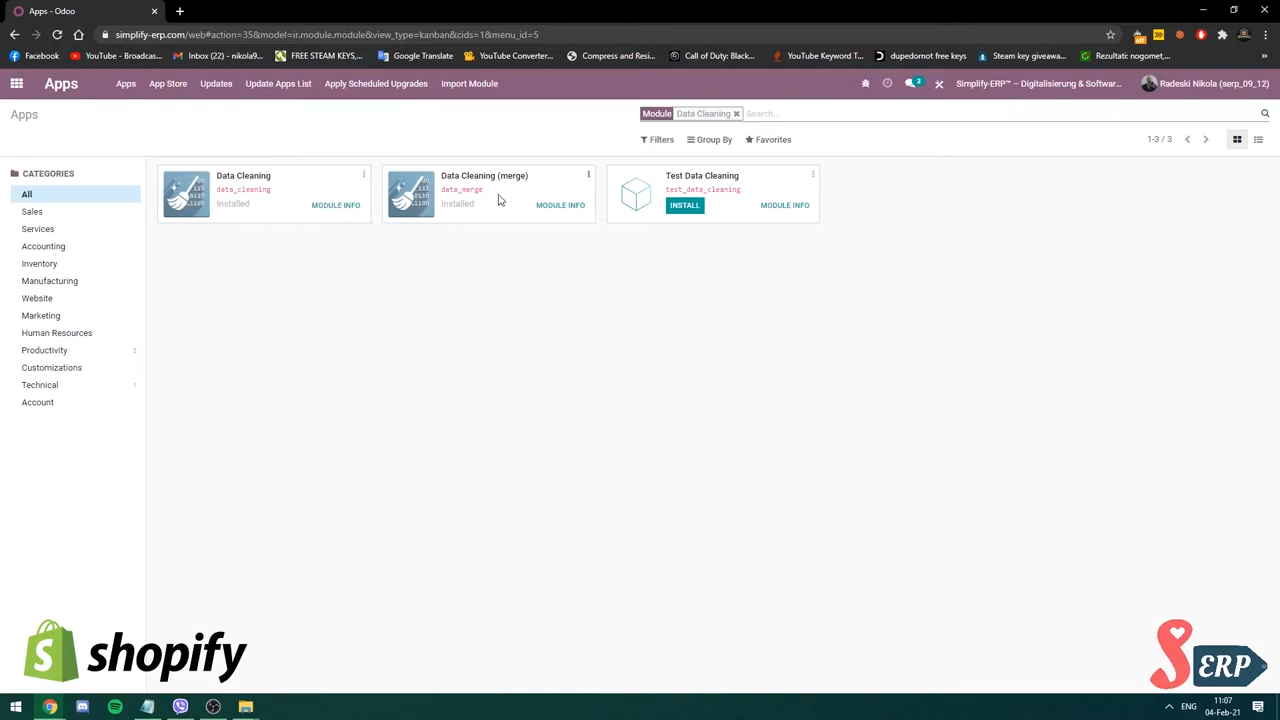 Apps - Odoo
simplify-erp.com/web#action=35&model=ir.module.module&view_type=kanban&cids=1&menu_id=5
Facebook
YouTube - Broadcas...
Inbox (22) - nikola9...
FREE STEAM KEYS,...
YouTube Converter...
Google Translate
FREE STEAM KEYS,...
Compress and Resi...
Call of Duty: Black...
YouTube Keyword T...
dupedornot free keys
Steam key giveawa...
Rezultati: nogomet,...
Apps
Apps
App Store
Updates
Update Apps List
Apply Scheduled Upgrades
Import Module
2
Simplify-ERP™ – Digitalisierung & Softwar...
Radeski Nikola (serp_09_12)
Apps
Module Data Cleaning Search...
Filters
Group By
Favorites
1-3 / 3
CATEGORIES
All
Sales
Services
Accounting
Inventory
Manufacturing
Website
Marketing
Human Resources
Productivity 2
Customizations
Technical 1
Account
Data Cleaning
data_cleaning
Installed
MODULE INFO
Data Cleaning (merge)
data_merge
Installed
MODULE INFO
Test Data Cleaning
test_data_cleaning
INSTALL
MODULE INFO
shopify
S ERP
ENG
11:07
04-Feb-21